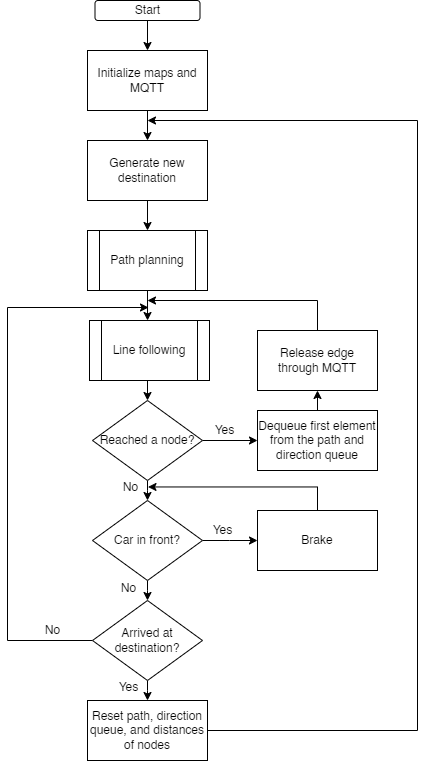 Start
Initialize maps and
MQTT
Generate new
destination
Path planning
Line following
Release edge
through MQTT
Reached a node?
Yes
Dequeue first element
from the path and
direction queue
No
Car in front?
Yes
Brake
No
Arrived at
destination?
No
Yes
Reset path, direction
queue, and distances
of nodes